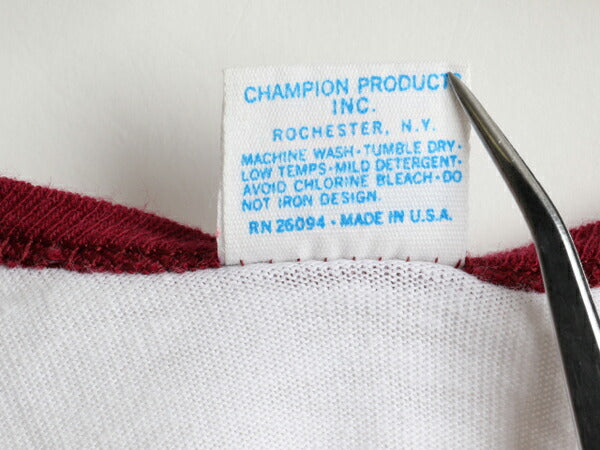 CHAMPION PRODUCTS
INC.
ROCHESTER, N.Y.
MACHINE WASH·TUMBLE DRY·
LOW TEMPS·MILD DETERGENT·
AVOID CHLORINE BLEACH·DO
NOT IRON DESIGN.
RN 26094 · MADE IN U.S.A.